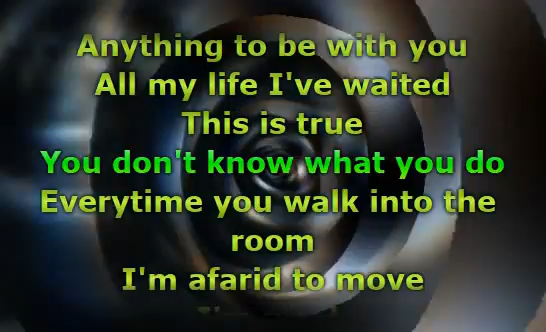 Anything to be with you
All my life I've waited
This is true
You don't know what you do
Everytime you walk into the
room
I'm afarid to move